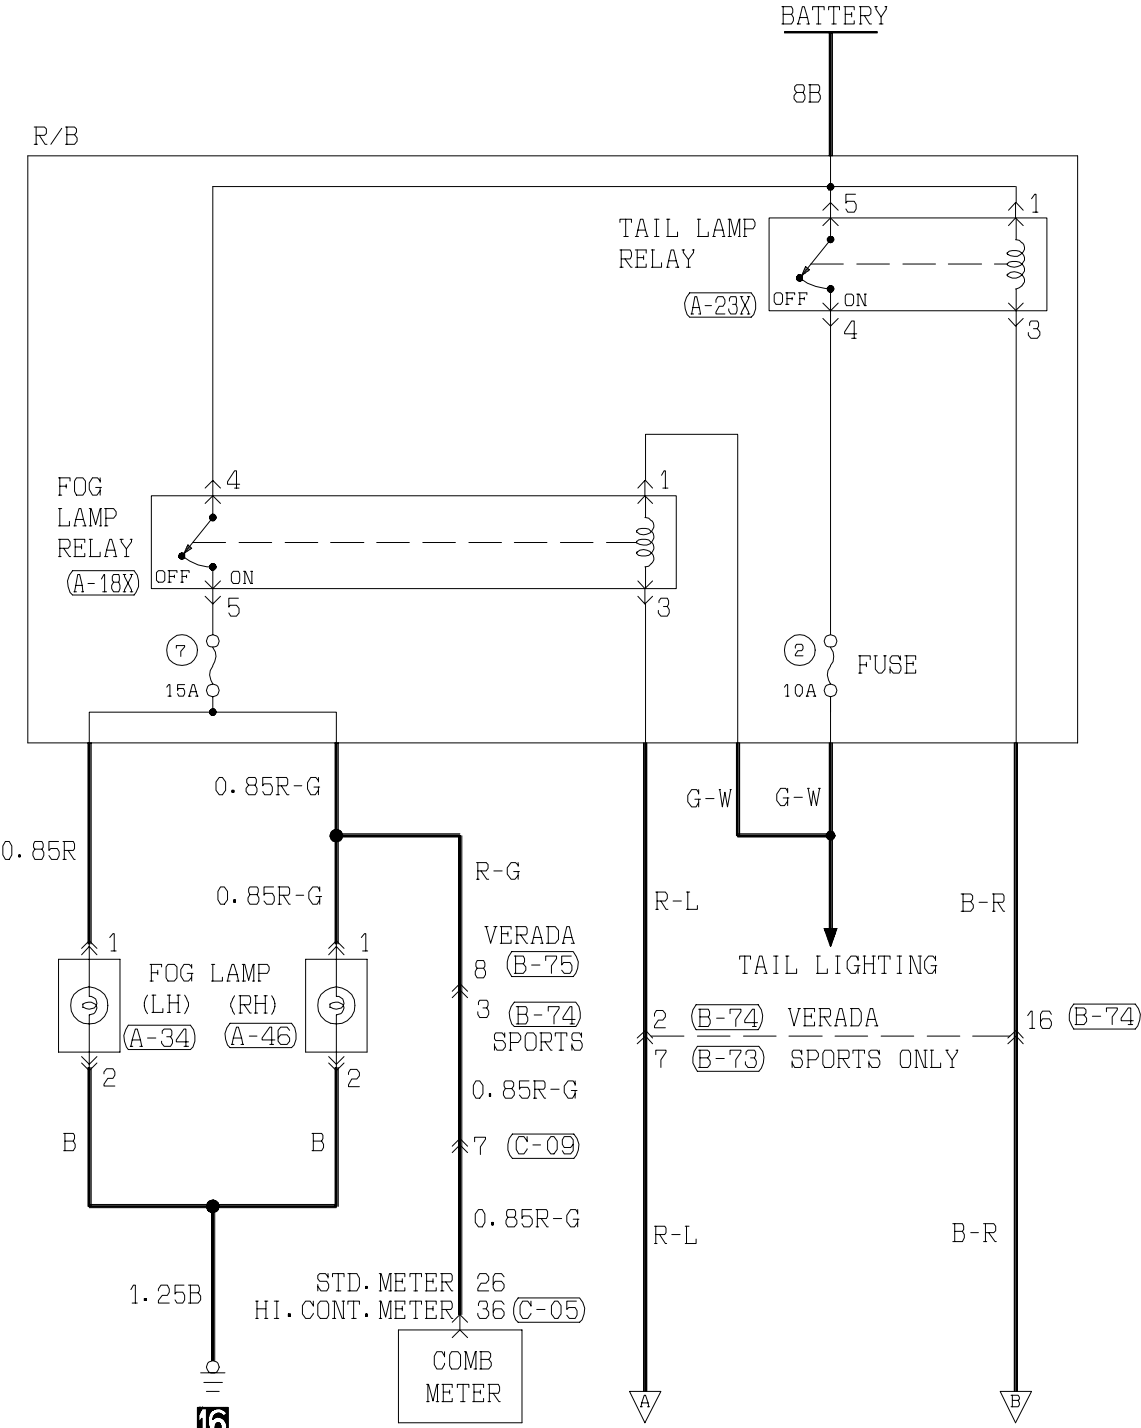 BATTERY
8B
R/B
5
1
TAIL LAMP
RELAY
OFF
ON
A-23X
4
3
FOG
LAMP
RELAY
4
1
OFF
ON
A-18X
5
3
7
15A
2
10A
FUSE
0.85R-G
G-W
G-W
0.85R
R-G
0.85R-G
R-L
B-R
1
1
VERADA
8
B-75
FOG LAMP
(LH)
(RH)
A-34
A-46
TAIL LIGHTING
3
B-74
SPORTS
2
B-74
VERADA
16
B-74
7
B-73
SPORTS ONLY
2
2
0.85R-G
B
B
7
C-09
0.85R-G
R-L
B-R
1.25B
STD.METER
26
HI.CONT.METER
36
C-05
COMB
METER
A
B
16